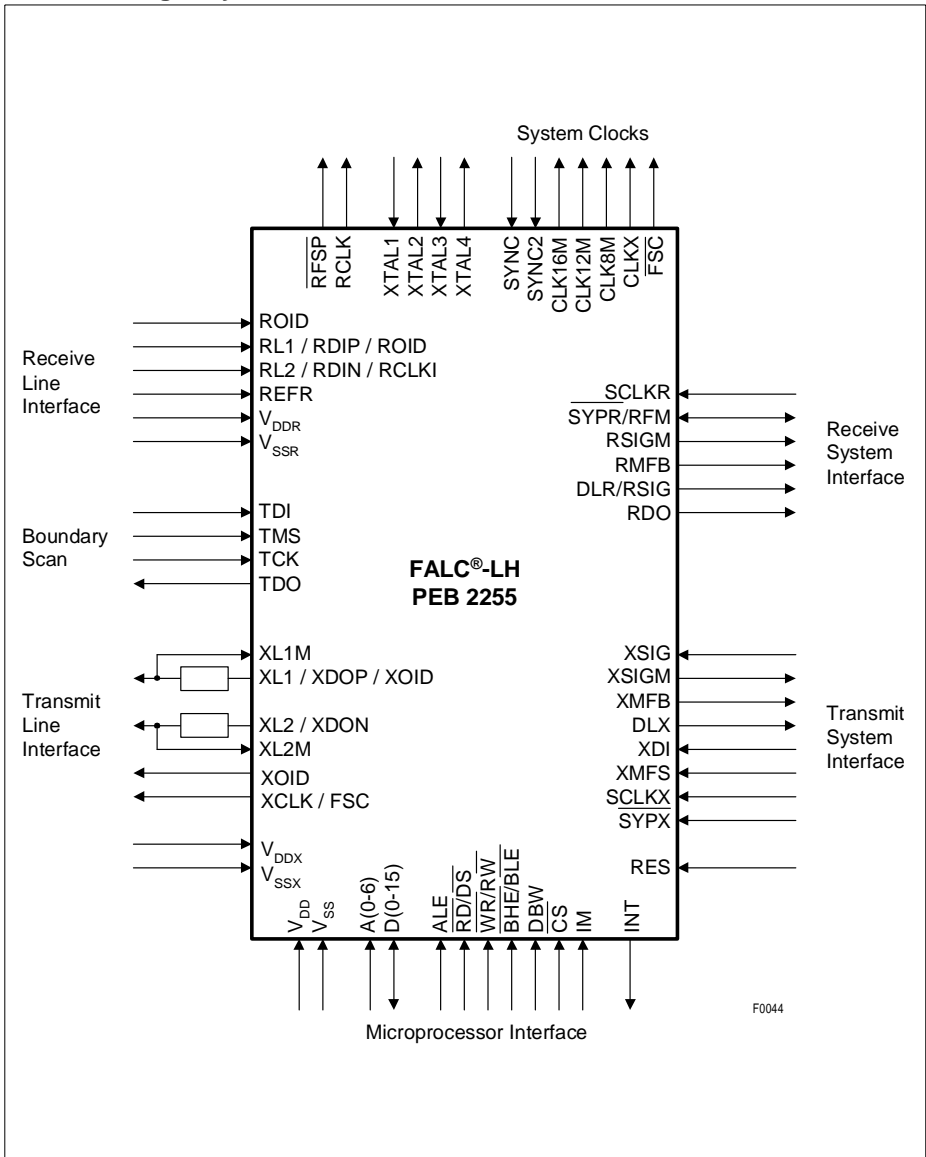 System Clocks
RFSP
RCLK
XTAL1
XTAL2
XTAL3
XTAL4
SYNC
SYNC2
CLK16M
CLK12M
CLK8M
CLKX
FSC
Receive
Line
Interface
ROID
RL1 / RDIP / ROID
RL2 / RDIN / RCLKI
REFR
VDDR
VSSR
SCLKR
SYPR/RFM
RSIGM
RMFB
DLR/RSIG
RDO
Receive
System
Interface
Boundary
Scan
TDI
TMS
TCK
TDO
FALC®-LH
PEB 2255
Transmit
Line
Interface
XL1M
XL1 / XDOP / XOID
XL2 / XDON
XL2M
XOID
XCLK / FSC
VDDX
VSSX
XSIG
XSIGM
XMFB
DLX
XDI
XMFS
SCLKX
SYPX
RES
Transmit
System
Interface
VDD
VSS
A(0-6)
D(0-15)
ALE
RD/DS
WR/RW
BHE/BLE
DBW
CS
IM
INT
Microprocessor Interface
F0044